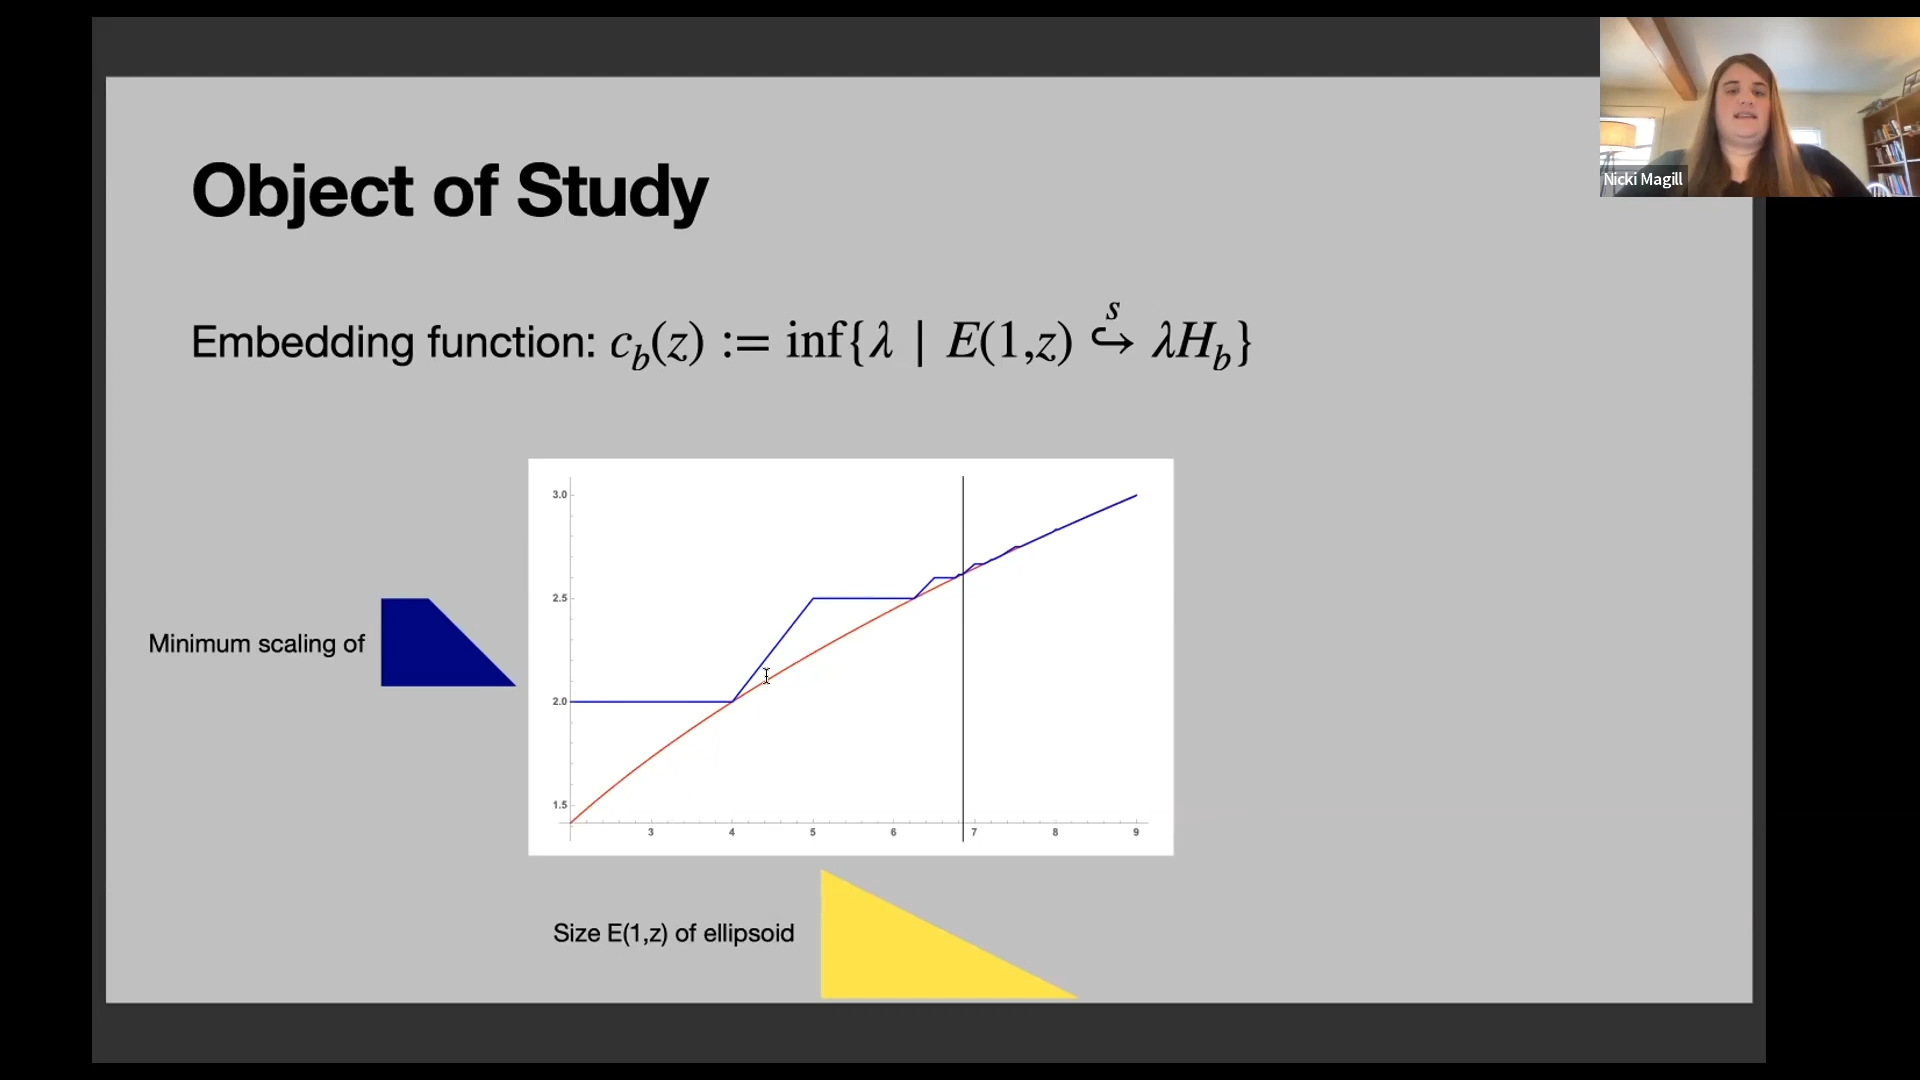 Nicki Magill
Object of Study
Embedding function: c_b(z) := inf{λ | E(1,z) ↪^s λH_b}
3.0
2.5
2.0
1.5
3 4 5 6 7 8 9
Minimum scaling of
Size E(1,z) of ellipsoid